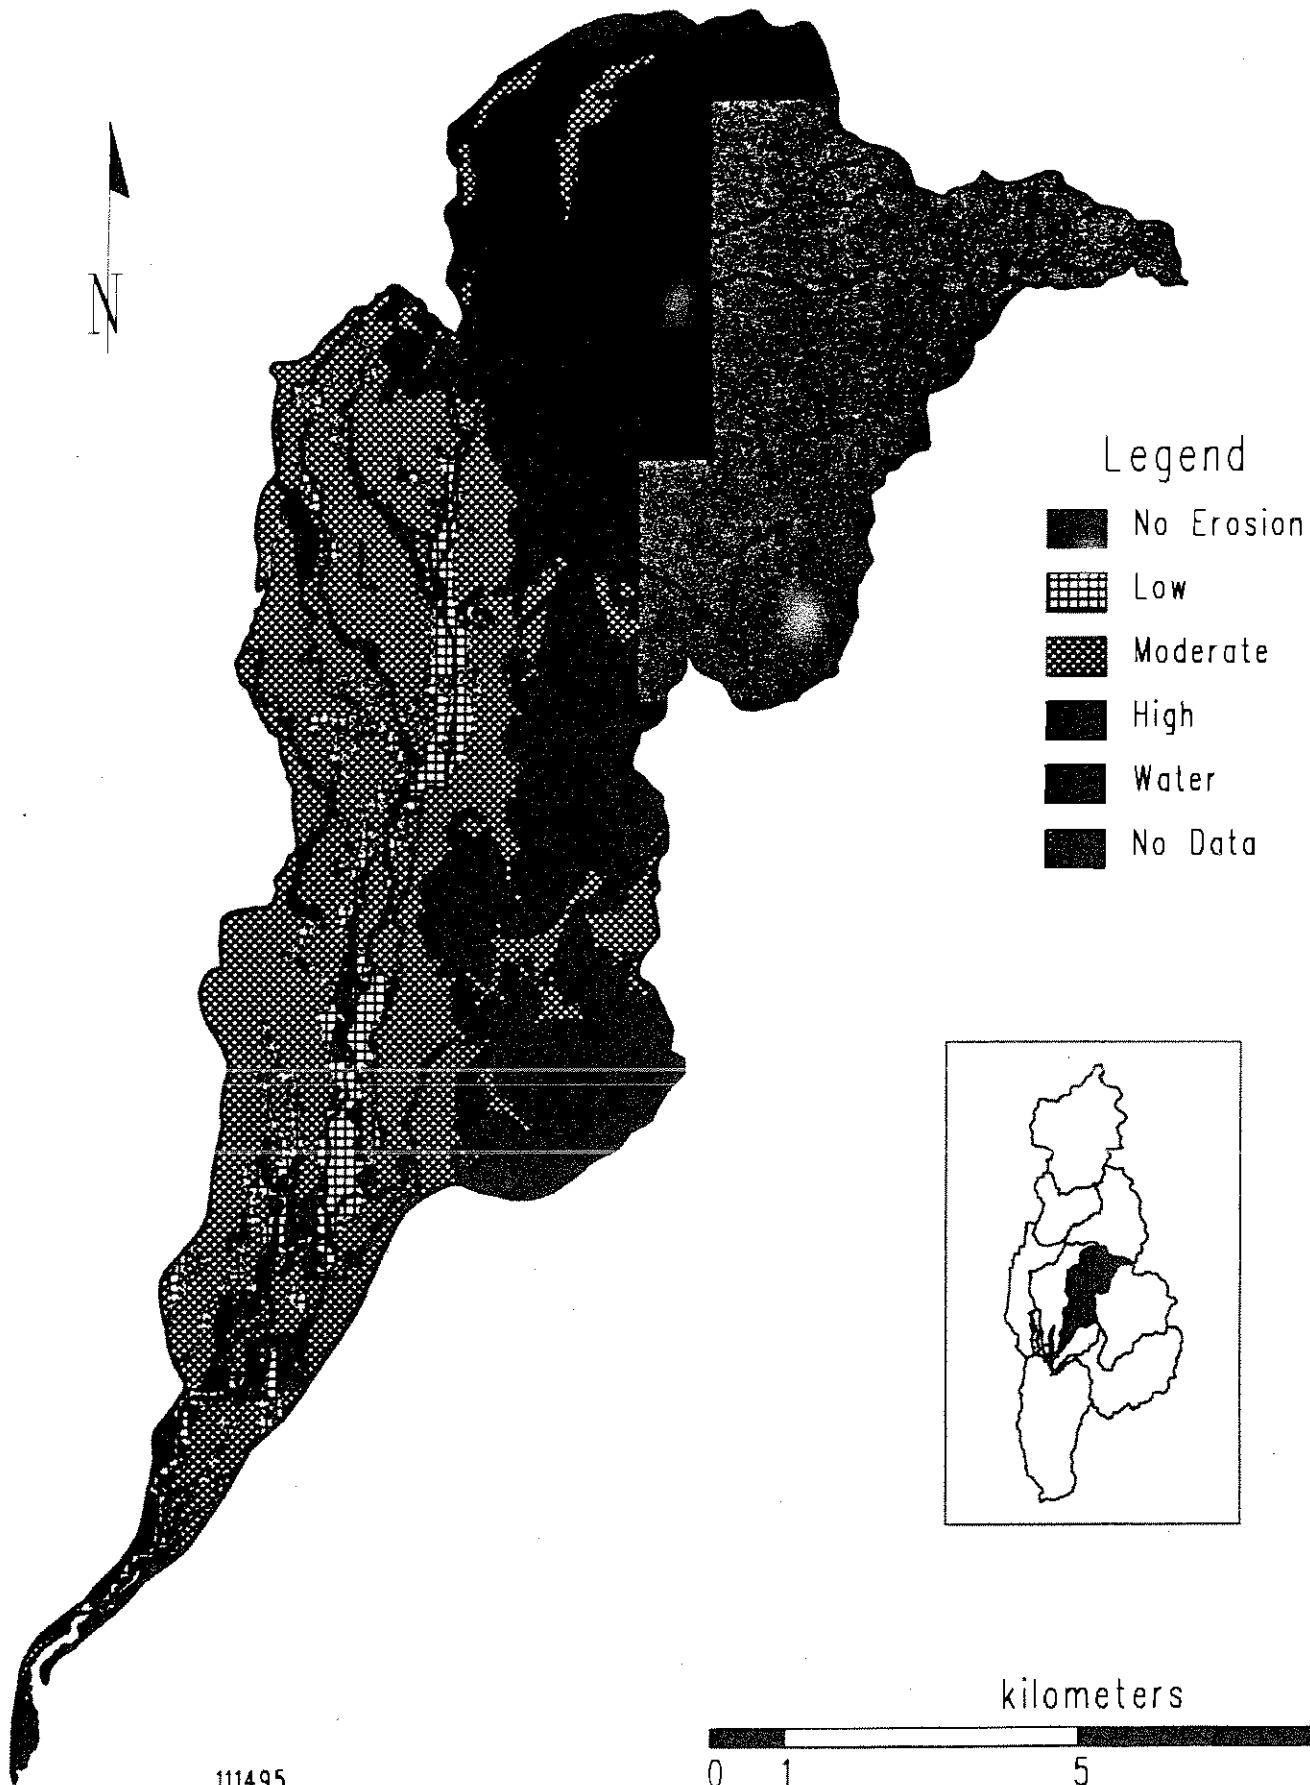 N
Legend
No Erosion
Low
Moderate
High
Water
No Data
kilometers
0 1 5
111495